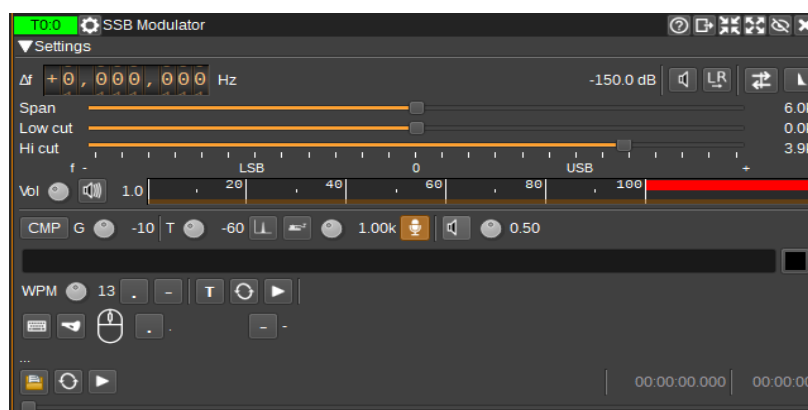 T0:0 SSB Modulator
Settings
Δf +0,000,000 Hz -150.0 dB LR
Span 6.0
Low cut 0.0
Hi cut 3.9
f - LSB 0 USB +
Vol 1.0 20 40 60 80 100
CMP G -10 T -60 1.00k 0.50
WPM 13 . - T
. . - -
...
00:00:00.000 00:00:00